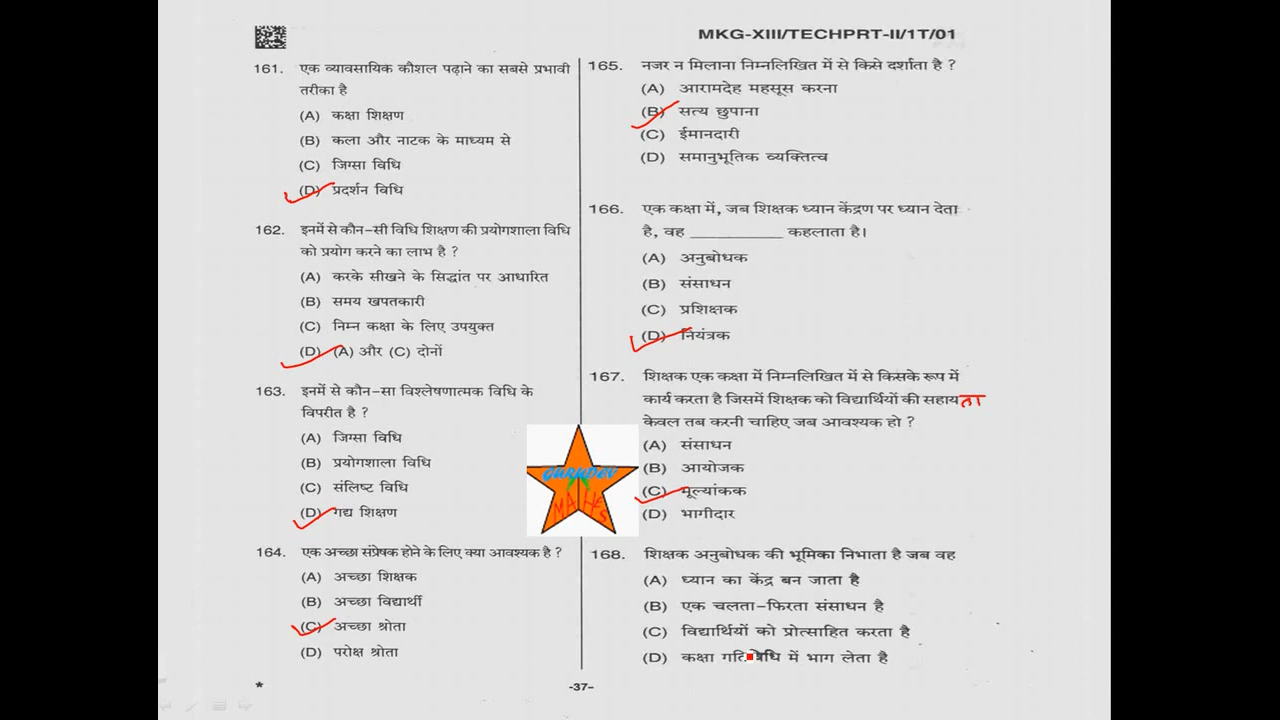 MKG-XIII/TECHPRT-II/1T/01
161. एक व्यावसायिक कौशल पढ़ाने का सबसे प्रभावी
तरीका है
(A) कक्षा शिक्षण
(B) कला और नाटक के माध्यम से
(C) जिग्सा विधि
(D) प्रदर्शन विधि
162. इनमें से कौन-सी विधि शिक्षण की प्रयोगशाला विधि
को प्रयोग करने का लाभ है ?
(A) करके सीखने के सिद्धांत पर आधारित
(B) समय खपतकारी
(C) निम्न कक्षा के लिए उपयुक्त
(D) (A) और (C) दोनों
163. इनमें से कौन-सा विश्लेषणात्मक विधि के
विपरीत है ?
(A) जिग्सा विधि
(B) प्रयोगशाला विधि
(C) संलिष्ट विधि
(D) गद्य शिक्षण
164. एक अच्छा संप्रेषक होने के लिए क्या आवश्यक है ?
(A) अच्छा शिक्षक
(B) अच्छा विद्यार्थी
(C) अच्छा श्रोता
(D) परोक्ष श्रोता
165. नजर न मिलाना निम्नलिखित में से किसे दर्शाता है ?
(A) आरामदेह महसूस करना
(B) सत्य छुपाना
(C) ईमानदारी
(D) समानुभूतिक व्यक्तित्व
166. एक कक्षा में, जब शिक्षक ध्यान केंद्रण पर ध्यान देता
है, वह __________ कहलाता है।
(A) अनुबोधक
(B) संसाधन
(C) प्रशिक्षक
(D) नियंत्रक
167. शिक्षक एक कक्षा में निम्नलिखित में से किसके रूप में
कार्य करता है जिसमें शिक्षक को विद्यार्थियों की सहायता
केवल तब करनी चाहिए जब आवश्यक हो ?
(A) संसाधन
(B) आयोजक
(C) मूल्यांकक
(D) भागीदार
168. शिक्षक अनुबोधक की भूमिका निभाता है जब वह
(A) ध्यान का केंद्र बन जाता है
(B) एक चलता-फिरता संसाधन है
(C) विद्यार्थियों को प्रोत्साहित करता है
(D) कक्षा गतिविधि में भाग लेता है
GURUDEV
MATHES
*
-37-